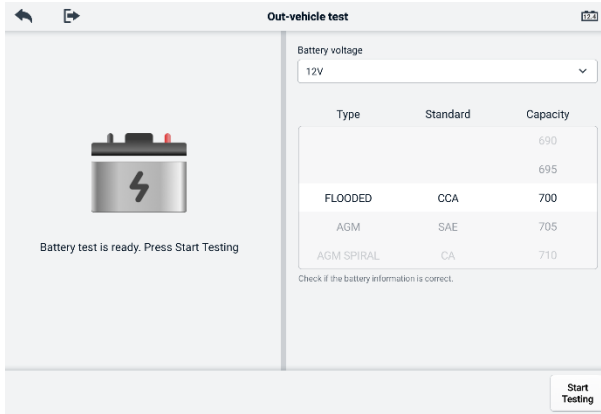 Out-vehicle test
12.4
Battery voltage
12V
Type Standard Capacity
690
695
FLOODED CCA 700
AGM SAE 705
AGM SPIRAL CA 710
Check if the battery information is correct.
Battery test is ready. Press Start Testing
Start
Testing